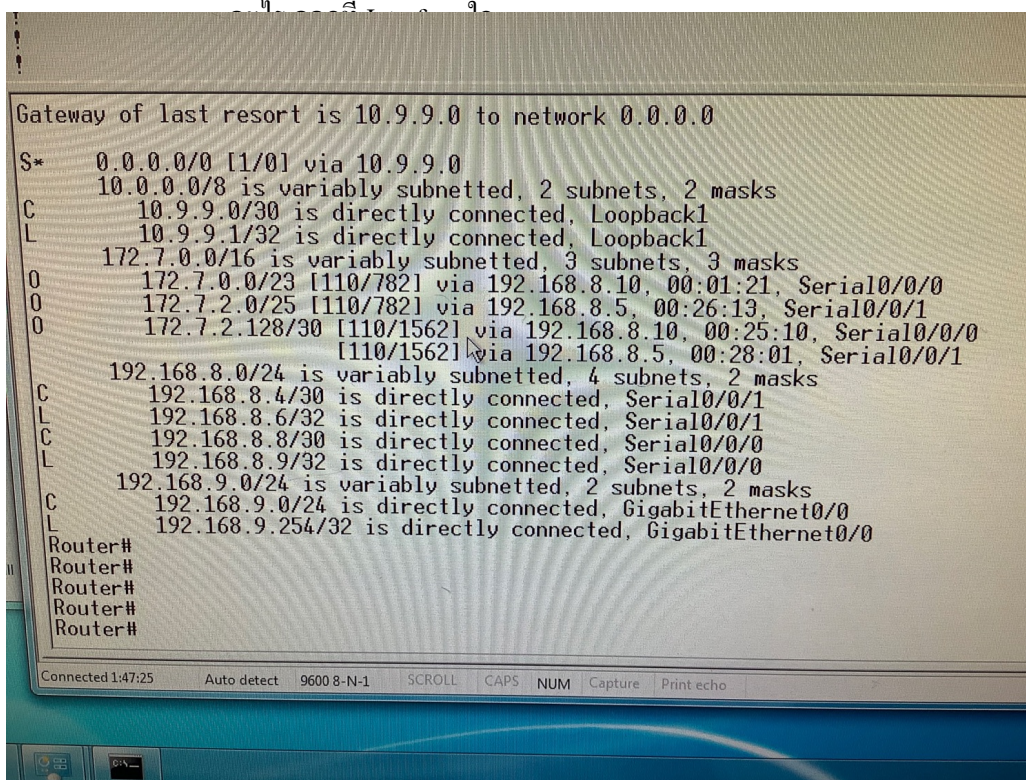 !
!
!
Gateway of last resort is 10.9.9.0 to network 0.0.0.0
S* 0.0.0.0/0 [1/0] via 10.9.9.0
10.0.0.0/8 is variably subnetted, 2 subnets, 2 masks
C 10.9.9.0/30 is directly connected, Loopback1
L 10.9.9.1/32 is directly connected, Loopback1
172.7.0.0/16 is variably subnetted, 3 subnets, 3 masks
O 172.7.0.0/23 [110/782] via 192.168.8.10, 00:01:21, Serial0/0/0
O 172.7.2.0/25 [110/782] via 192.168.8.5, 00:26:13, Serial0/0/1
O 172.7.2.128/30 [110/1562] via 192.168.8.10, 00:25:10, Serial0/0/0
[110/1562] via 192.168.8.5, 00:28:01, Serial0/0/1
192.168.8.0/24 is variably subnetted, 4 subnets, 2 masks
C 192.168.8.4/30 is directly connected, Serial0/0/1
L 192.168.8.6/32 is directly connected, Serial0/0/1
C 192.168.8.8/30 is directly connected, Serial0/0/0
L 192.168.8.9/32 is directly connected, Serial0/0/0
192.168.9.0/24 is variably subnetted, 2 subnets, 2 masks
C 192.168.9.0/24 is directly connected, GigabitEthernet0/0
L 192.168.9.254/32 is directly connected, GigabitEthernet0/0
Router#
Router#
Router#
Router#
Router#
Connected 1:47:25 Auto detect 9600 8-N-1 SCROLL CAPS NUM Capture Print echo
C:\_